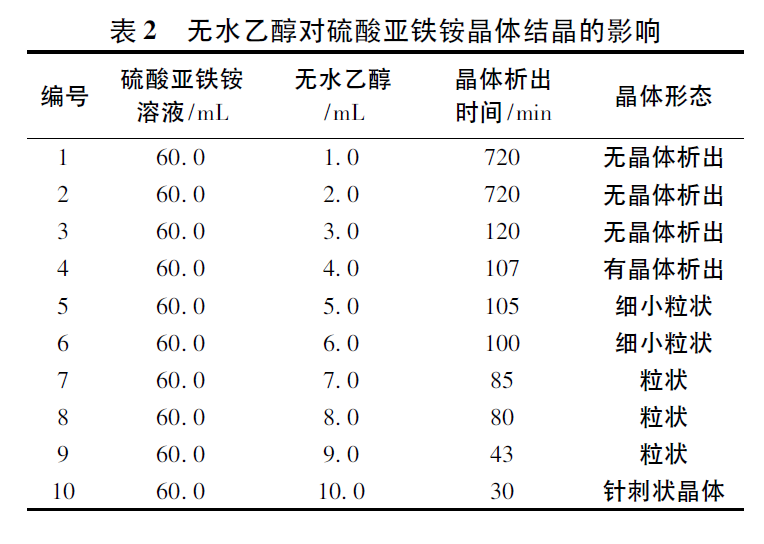 表2 无水乙醇对硫酸亚铁铵晶体结晶的影响
编号 硫酸亚铁铵溶液/mL 无水乙醇/mL 晶体析出时间/min 晶体形态
1 60.0 1.0 720 无晶体析出
2 60.0 2.0 720 无晶体析出
3 60.0 3.0 120 无晶体析出
4 60.0 4.0 107 有晶体析出
5 60.0 5.0 105 细小粒状
6 60.0 6.0 100 细小粒状
7 60.0 7.0 85 粒状
8 60.0 8.0 80 粒状
9 60.0 9.0 43 粒状
10 60.0 10.0 30 针刺状晶体